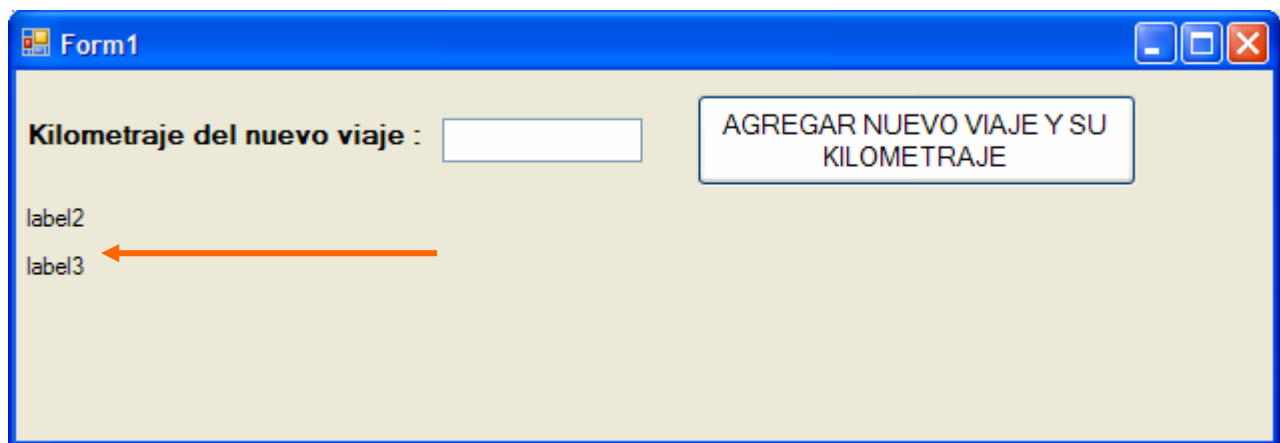 Form1
Kilometraje del nuevo viaje :
AGREGAR NUEVO VIAJE Y SU
KILOMETRAJE
label2
label3